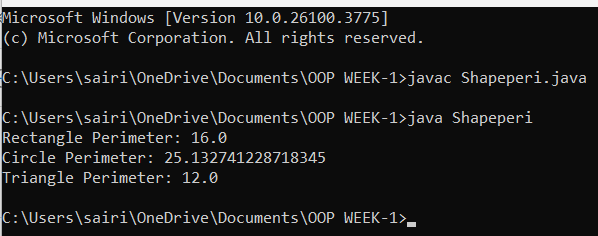 Microsoft Windows [Version 10.0.26100.3775]
(c) Microsoft Corporation. All rights reserved.
C:\Users\sairi\OneDrive\Documents\OOP WEEK-1>javac Shapeperi.java
C:\Users\sairi\OneDrive\Documents\OOP WEEK-1>java Shapeperi
Rectangle Perimeter: 16.0
Circle Perimeter: 25.132741228718345
Triangle Perimeter: 12.0
C:\Users\sairi\OneDrive\Documents\OOP WEEK-1>